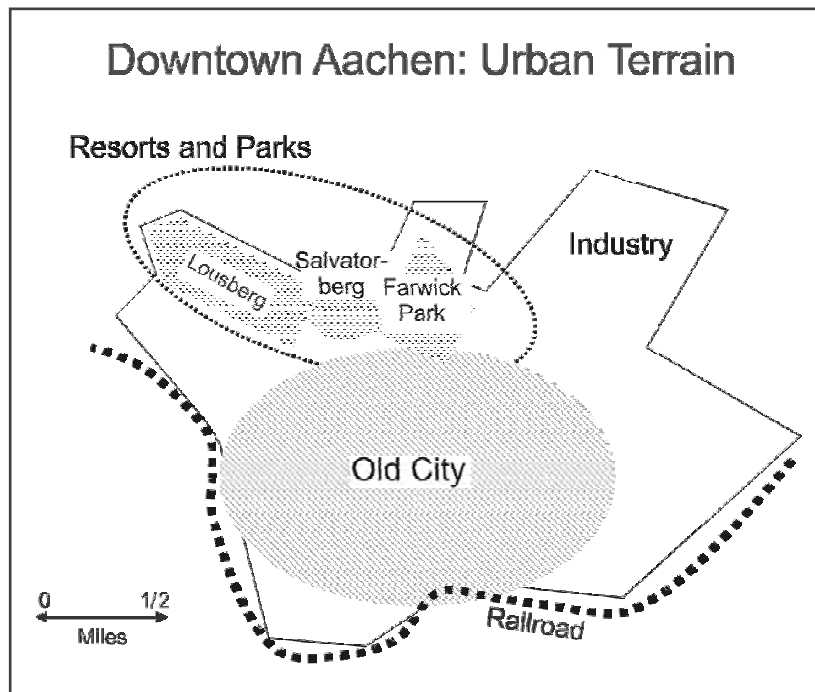 Downtown Aachen: Urban Terrain
Resorts and Parks
Industry
Lousberg
Salvator-
berg
Farwick
Park
Old City
0 1/2
Miles
Railroad